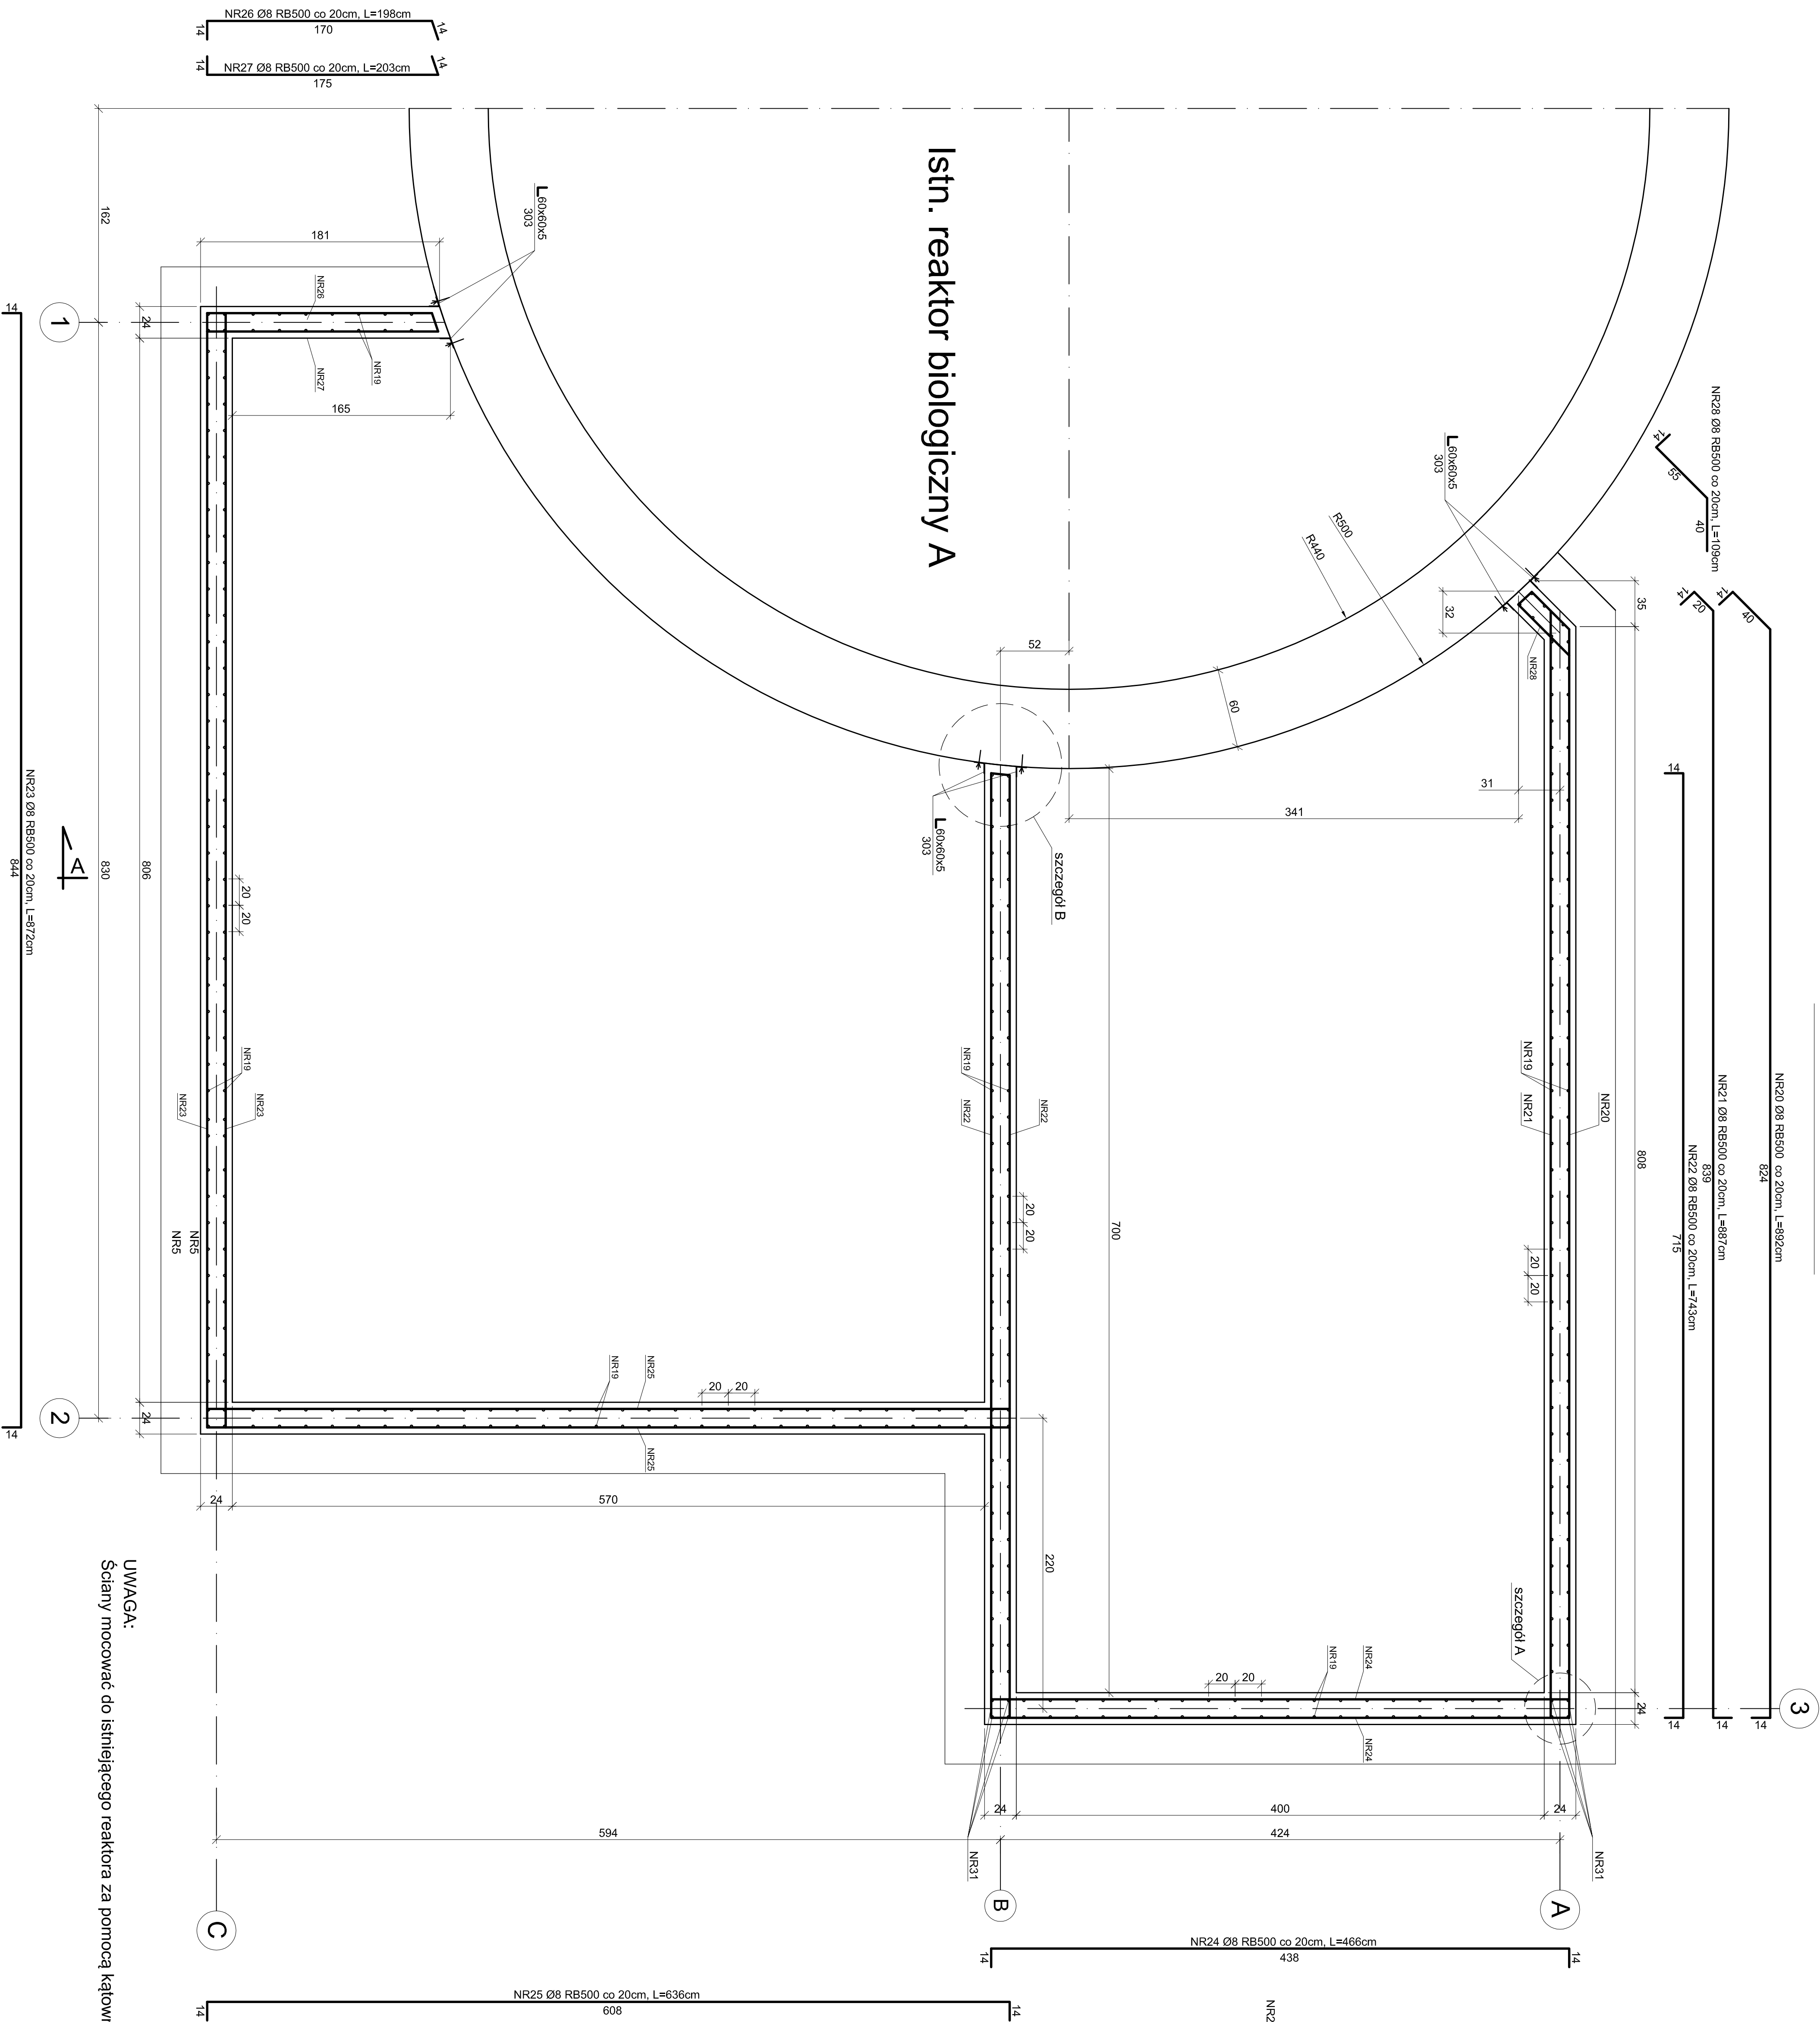 NR26 Ø8 RB500 co 20cm, L=198cm
170
14
14
NR27 Ø8 RB500 co 20cm, L=203cm
175
14
14
Istn. reaktor biologiczny A
162
181
L60x60x5
303
NR26
NR19
NR27
165
24
1
14
NR28 Ø8 RB500 co 20cm, L=109cm
14
55
40
L60x60x5
303
R500
R440
35
32
NR28
52
60
31
341
14
20
14
40
14
NR20 Ø8 RB500 co 20cm, L=892cm
824
NR21 Ø8 RB500 co 20cm, L=887cm
839
NR22 Ø8 RB500 co 20cm, L=743cm
715
14
14
14
3
L60x60x5
303
szczegół B
NR23 Ø8 RB500 co 20cm, L=872cm
844
A
830
806
20
20
NR19
NR23
NR23
NR19
NR22
NR22
NR19
NR21
NR20
808
700
20
20
20
20
NR5
NR5
NR19
NR25
20
20
NR25
24
2
14
24
570
220
szczegół A
NR19
NR24
20
20
NR24
24
24
400
24
594
424
NR31
NR31
C
B
A
NR24 Ø8 RB500 co 20cm, L=466cm
438
14
14
NR25 Ø8 RB500 co 20cm, L=636cm
608
14
14
NR2
UWAGA:
Ściany mocować do istniejącego reaktora za pomocą kątow